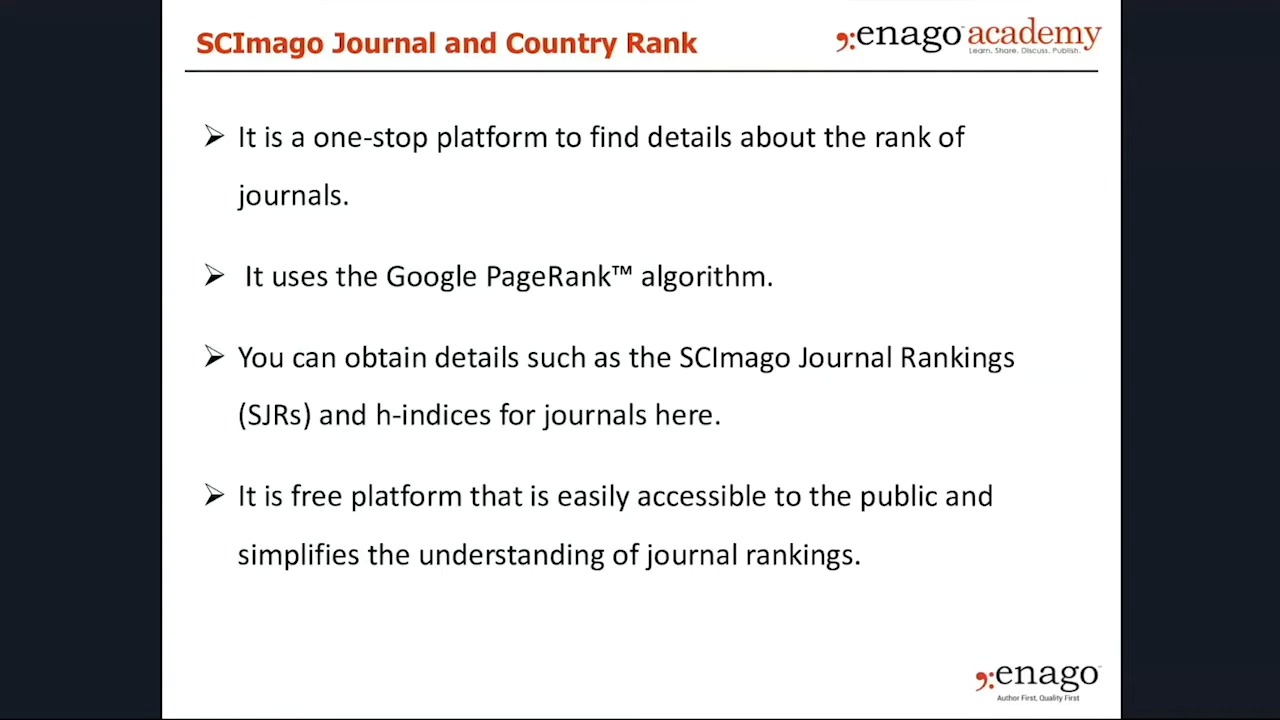 SCImago Journal and Country Rank
enago academy
Learn. Share. Discuss. Publish.
It is a one-stop platform to find details about the rank of
journals.
It uses the Google PageRank™ algorithm.
You can obtain details such as the SCImago Journal Rankings
(SJRs) and h-indices for journals here.
It is free platform that is easily accessible to the public and
simplifies the understanding of journal rankings.
enago
Author First, Quality First